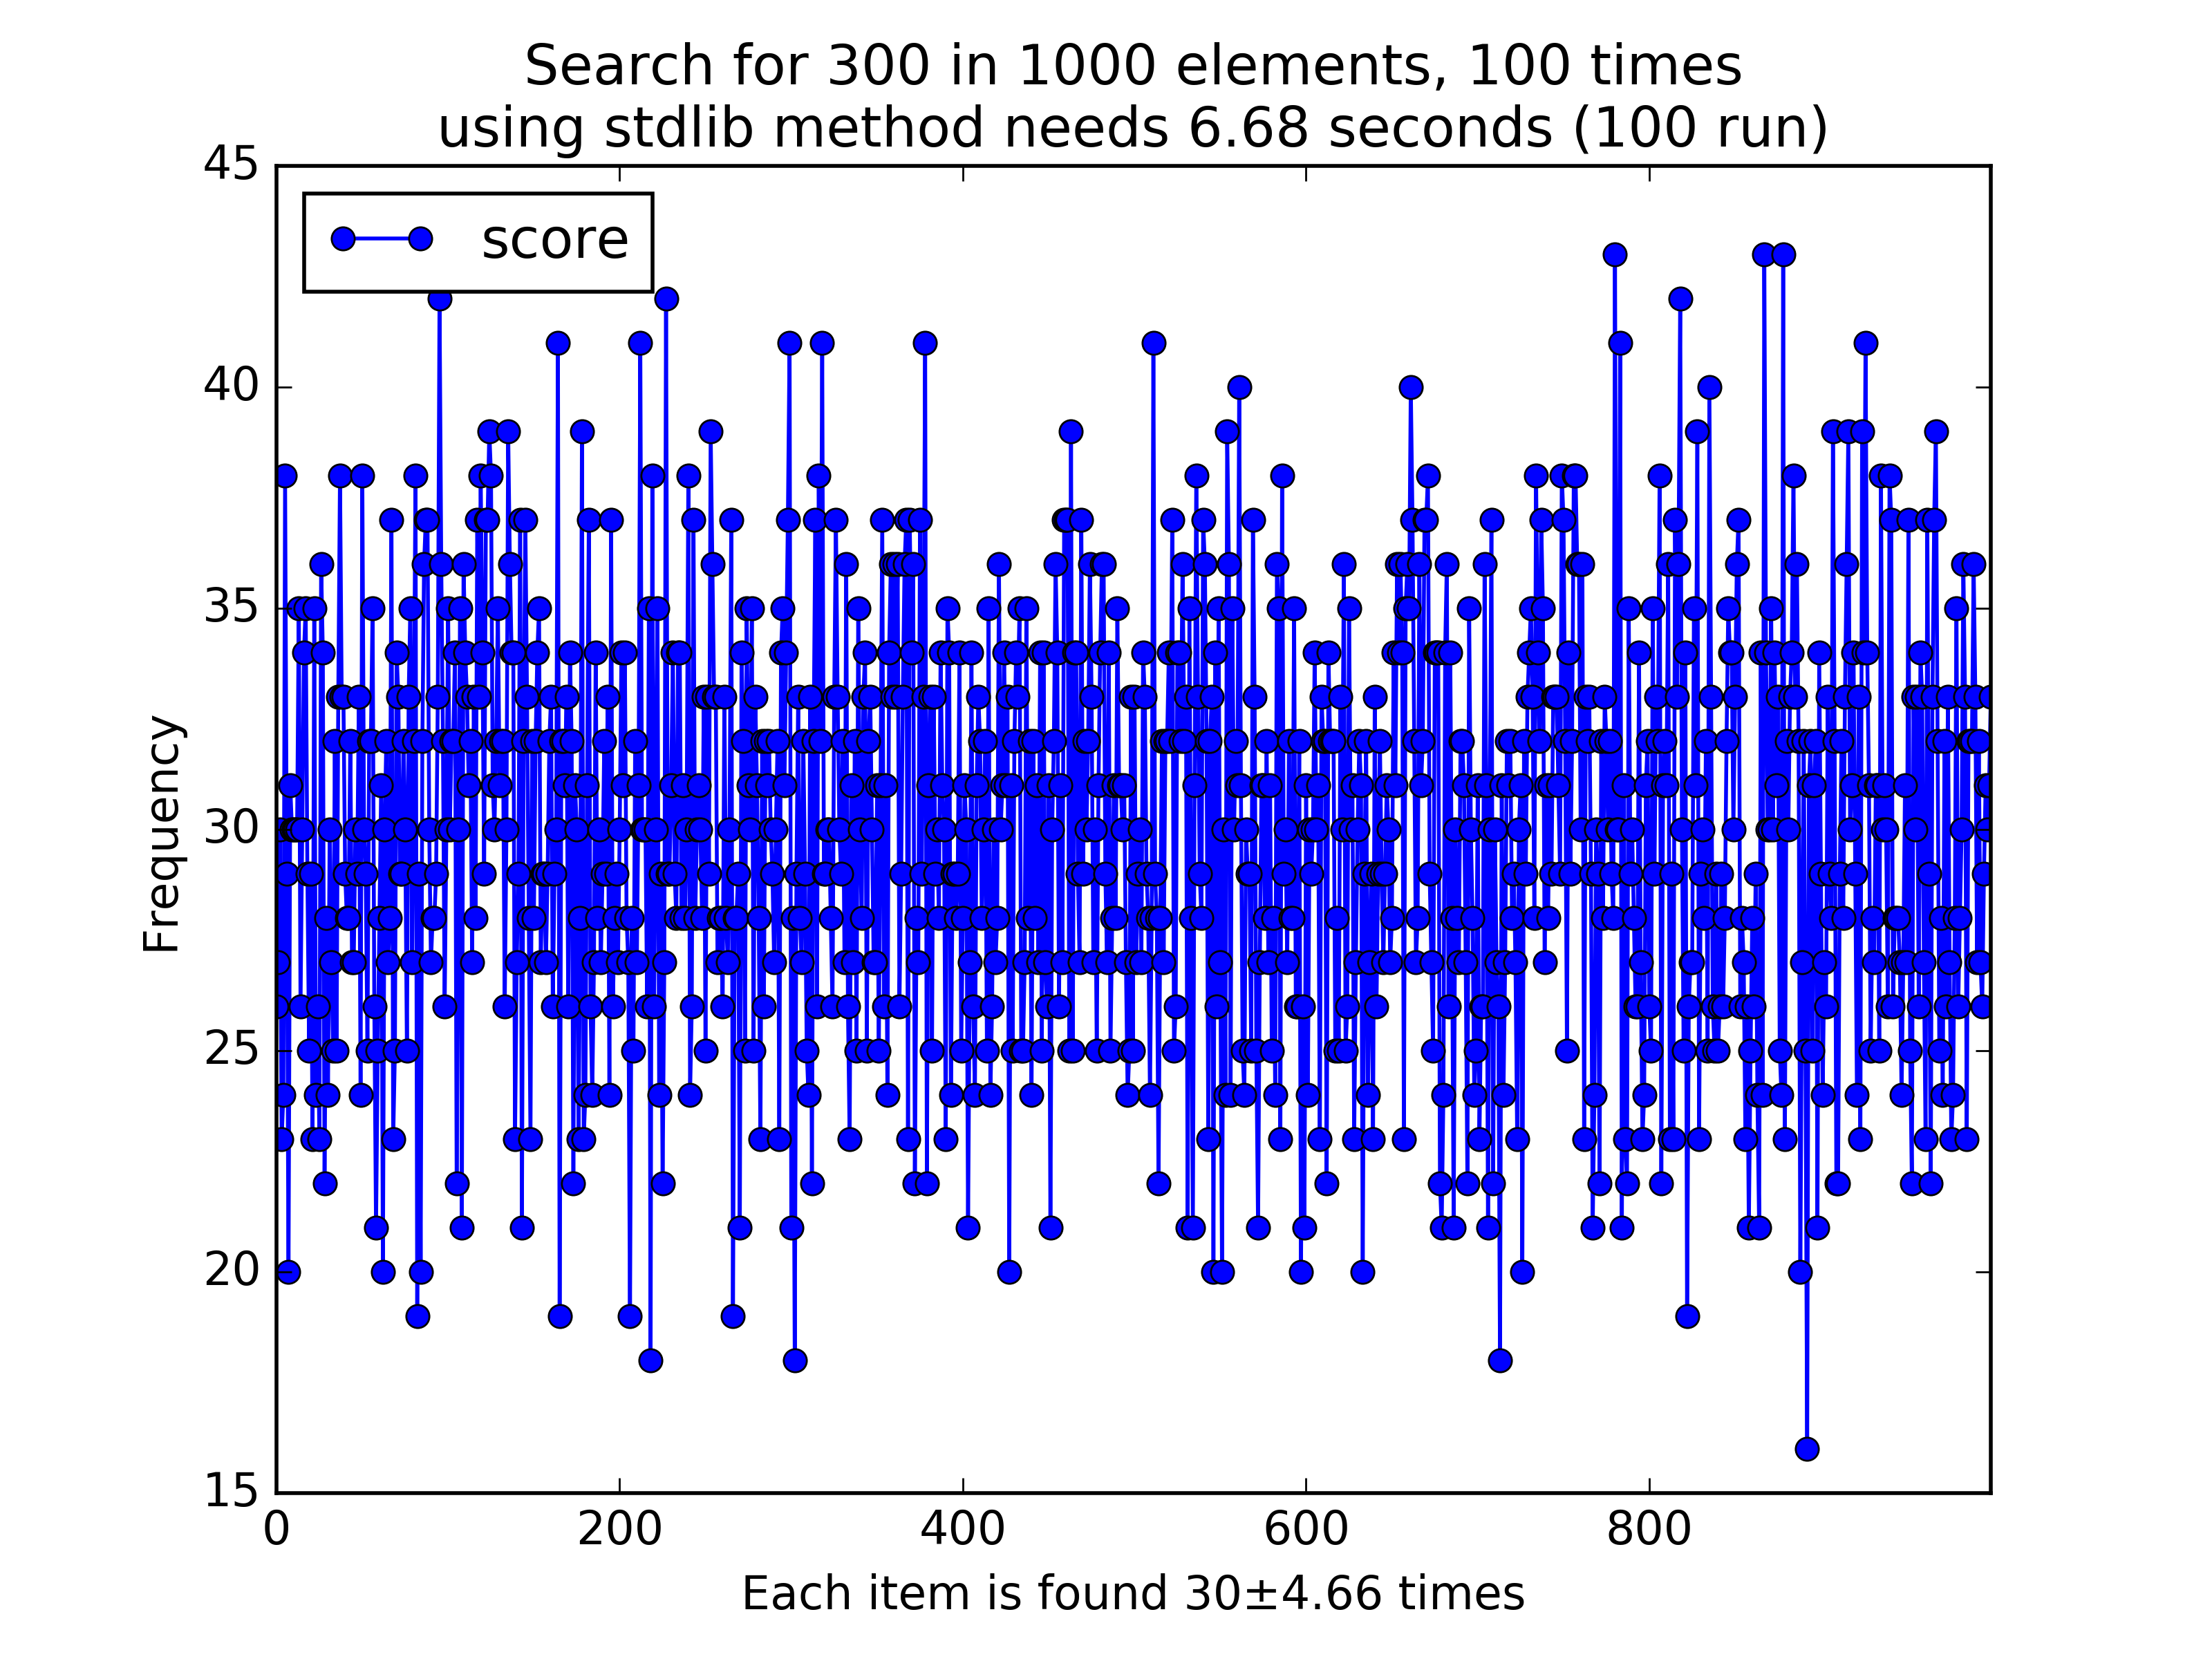 Search for 300 in 1000 elements, 100 times
using stdlib method needs 6.68 seconds (100 run)
score
45
40
35
30
25
20
15
Frequency
0 200 400 600 800
Each item is found 30±4.66 times